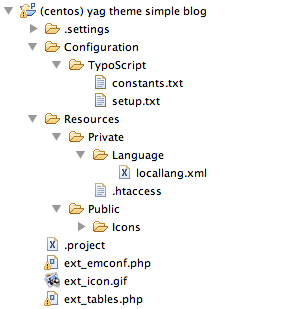 (centos) yag theme simple blog
.settings
Configuration
TypoScript
constants.txt
setup.txt
Resources
Private
Language
locallang.xml
.htaccess
Public
Icons
.project
ext_emconf.php
ext_icon.gif
ext_tables.php